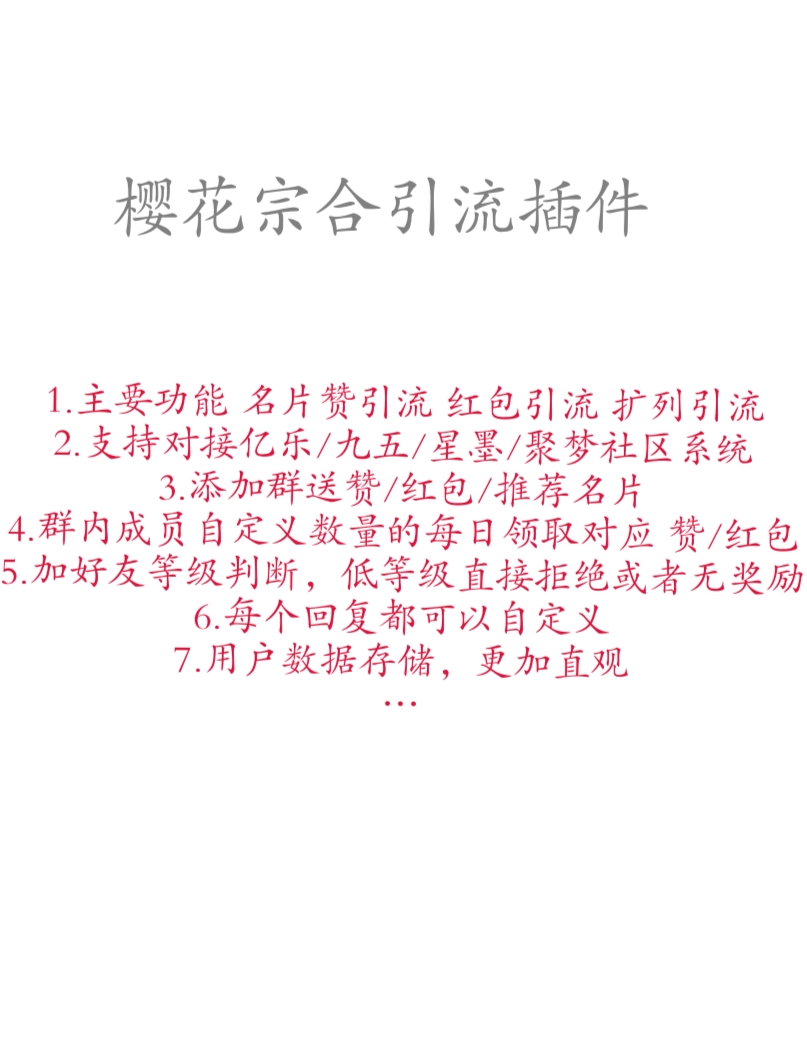 樱花宗合引流插件
1.主要功能 名片赞引流 红包引流 扩列引流
2.支持对接亿乐/九五/星墨/聚梦社区系统
3.添加群送赞/红包/推荐名片
4.群内成员自定义数量的每日领取对应 赞/红包
5.加好友等级判断，低等级直接拒绝或者无奖励
6.每个回复都可以自定义
7.用户数据存储，更加直观
...